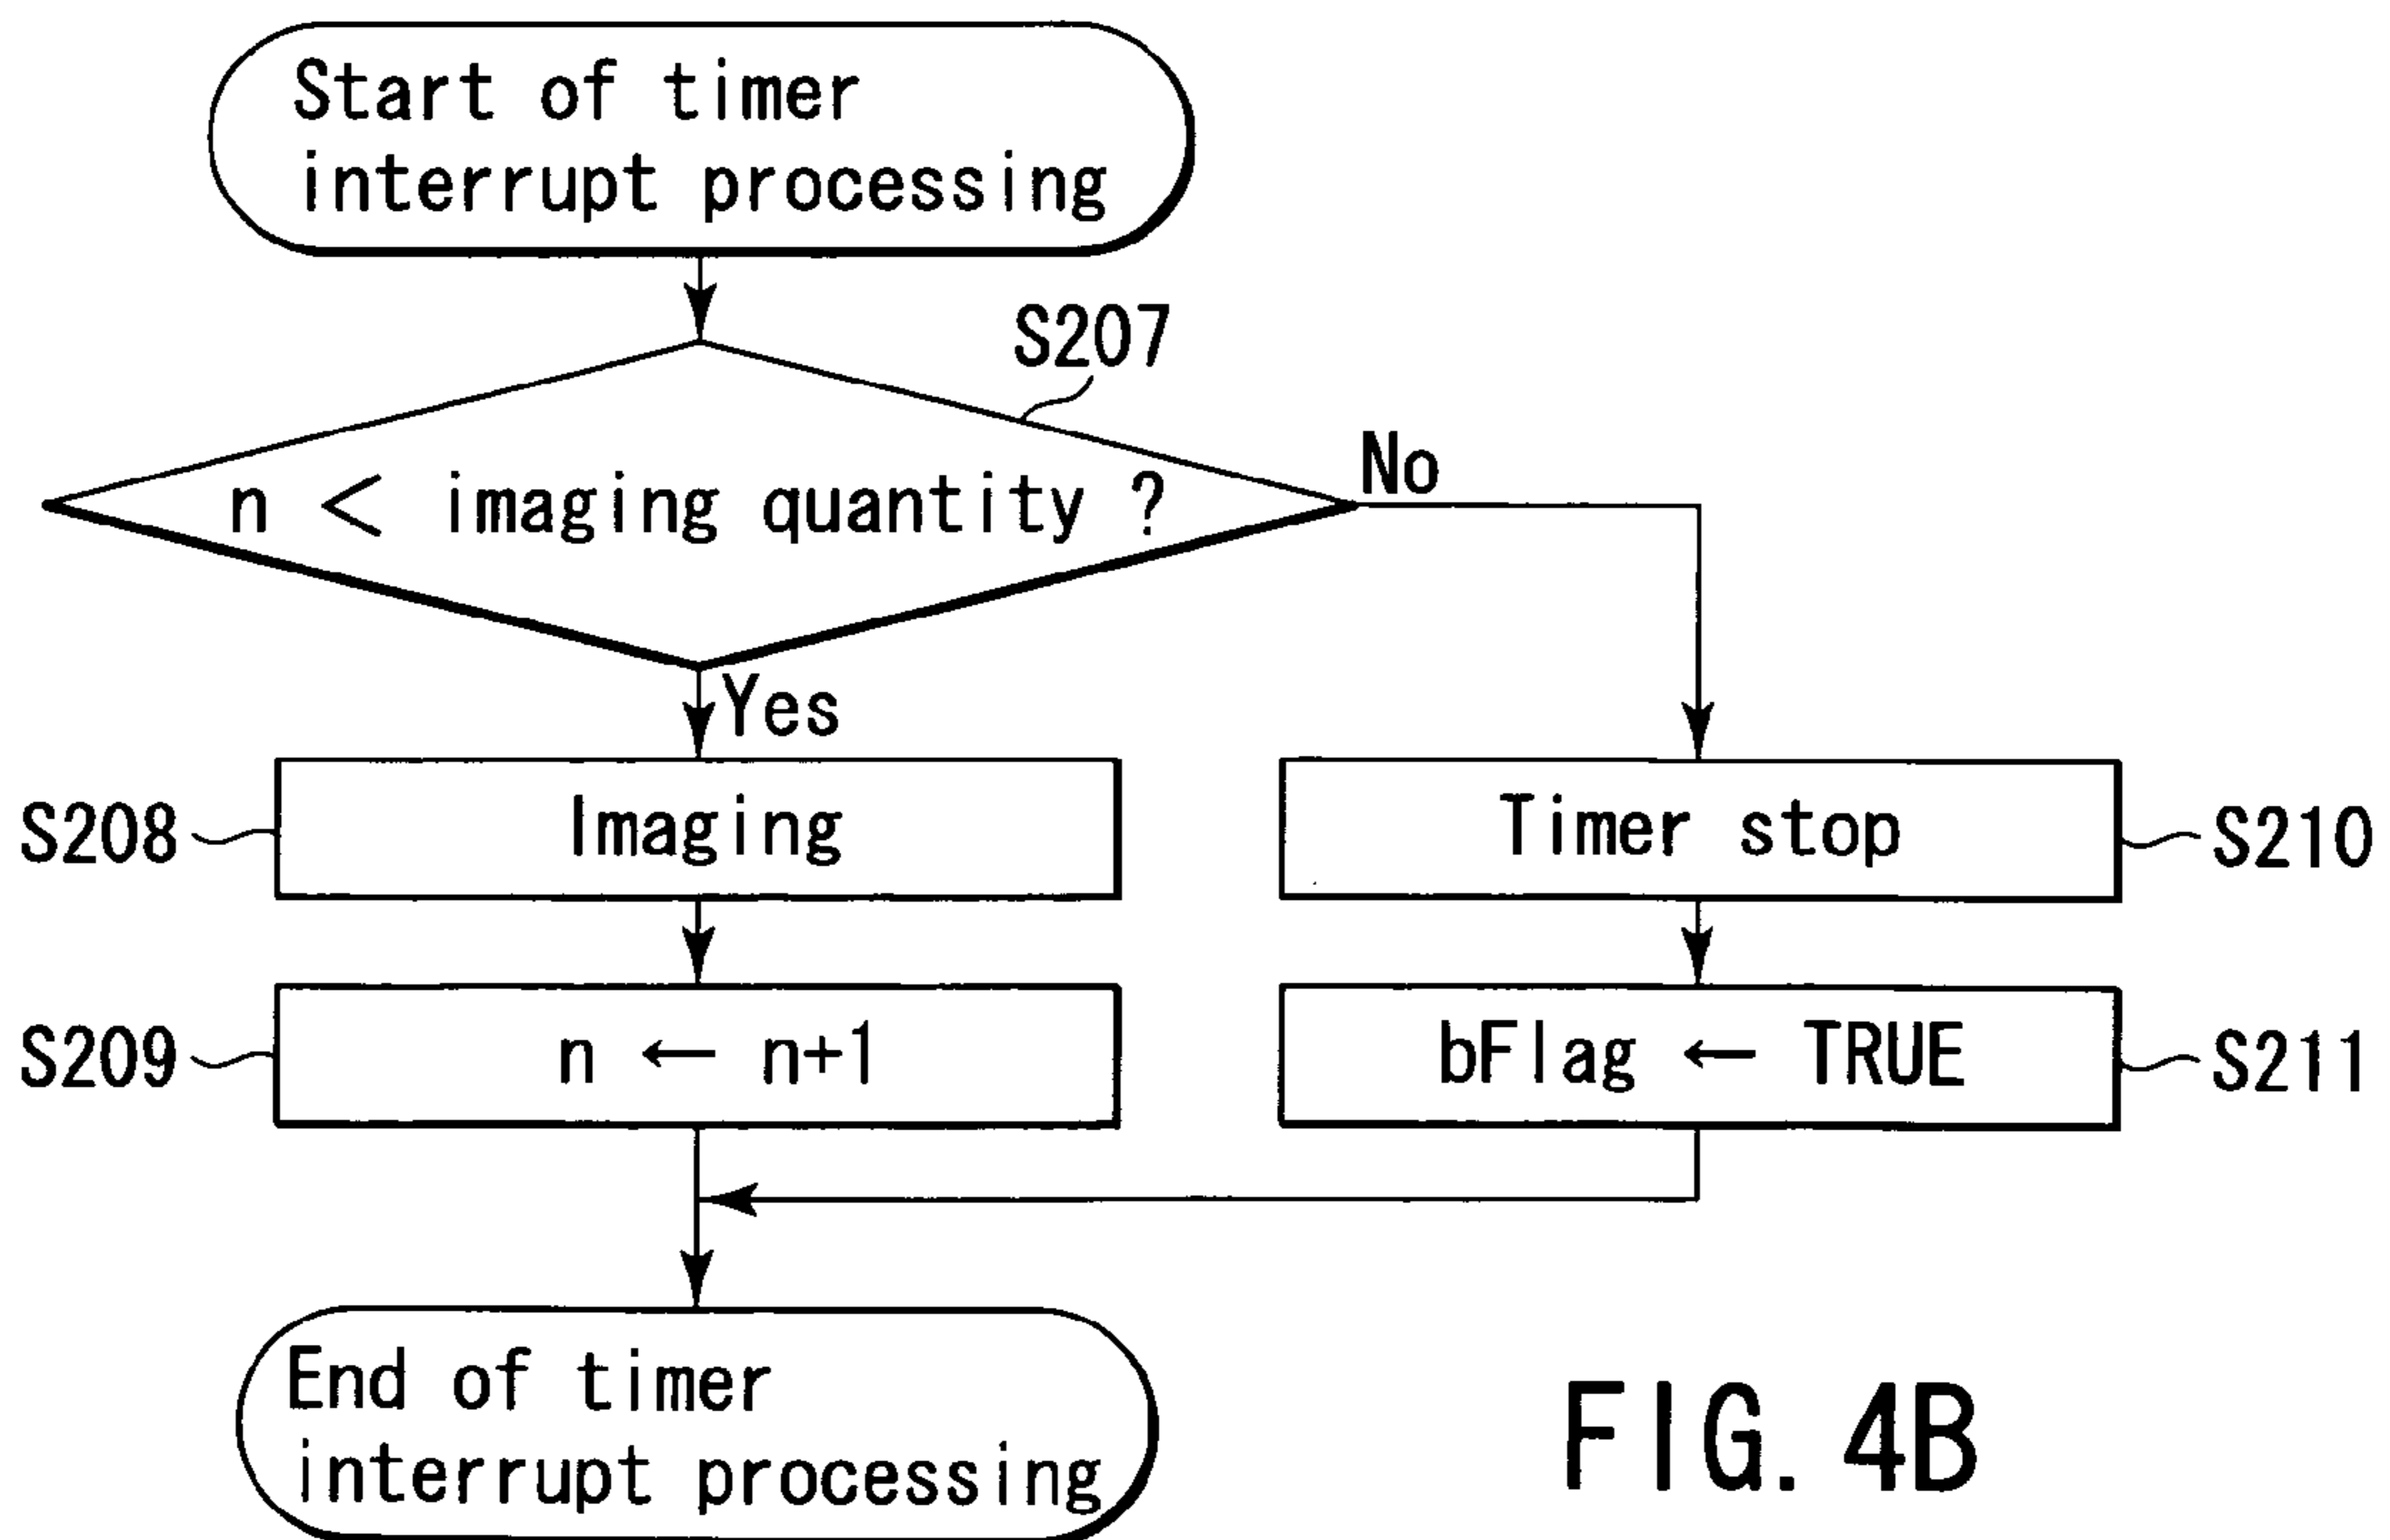 Start of timer
interrupt processing
S207
n < imaging quantity ?
No
Yes
S208
Imaging
Timer stop
S210
S209
n ← n+1
bFlag ← TRUE
S211
End of timer
interrupt processing
FIG. 4B